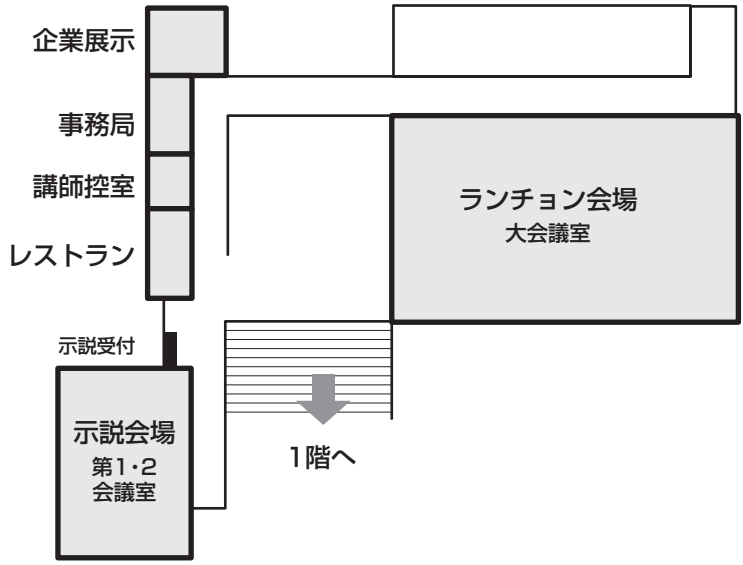 企業展示
事務局
講師控室
レストラン
ランチョン会場
大会議室
示説受付
示説会場
第1・2
会議室
1階へ